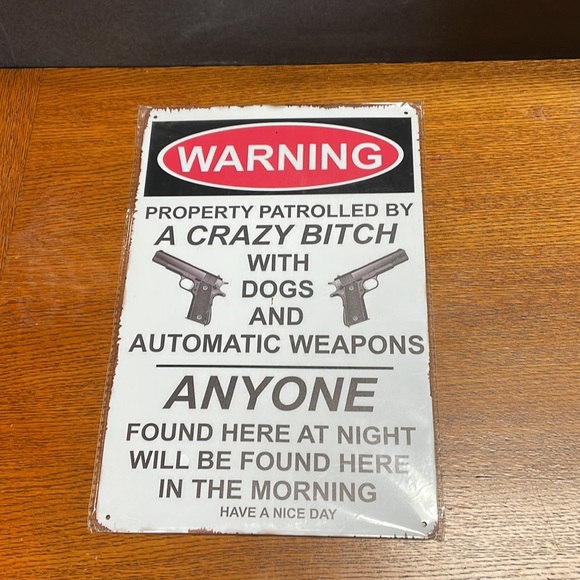 WARNING
PROPERTY PATROLLED BY
A CRAZY BITCH
WITH
DOGS
AND
AUTOMATIC WEAPONS
ANYONE
FOUND HERE AT NIGHT
WILL BE FOUND HERE
IN THE MORNING
HAVE A NICE DAY